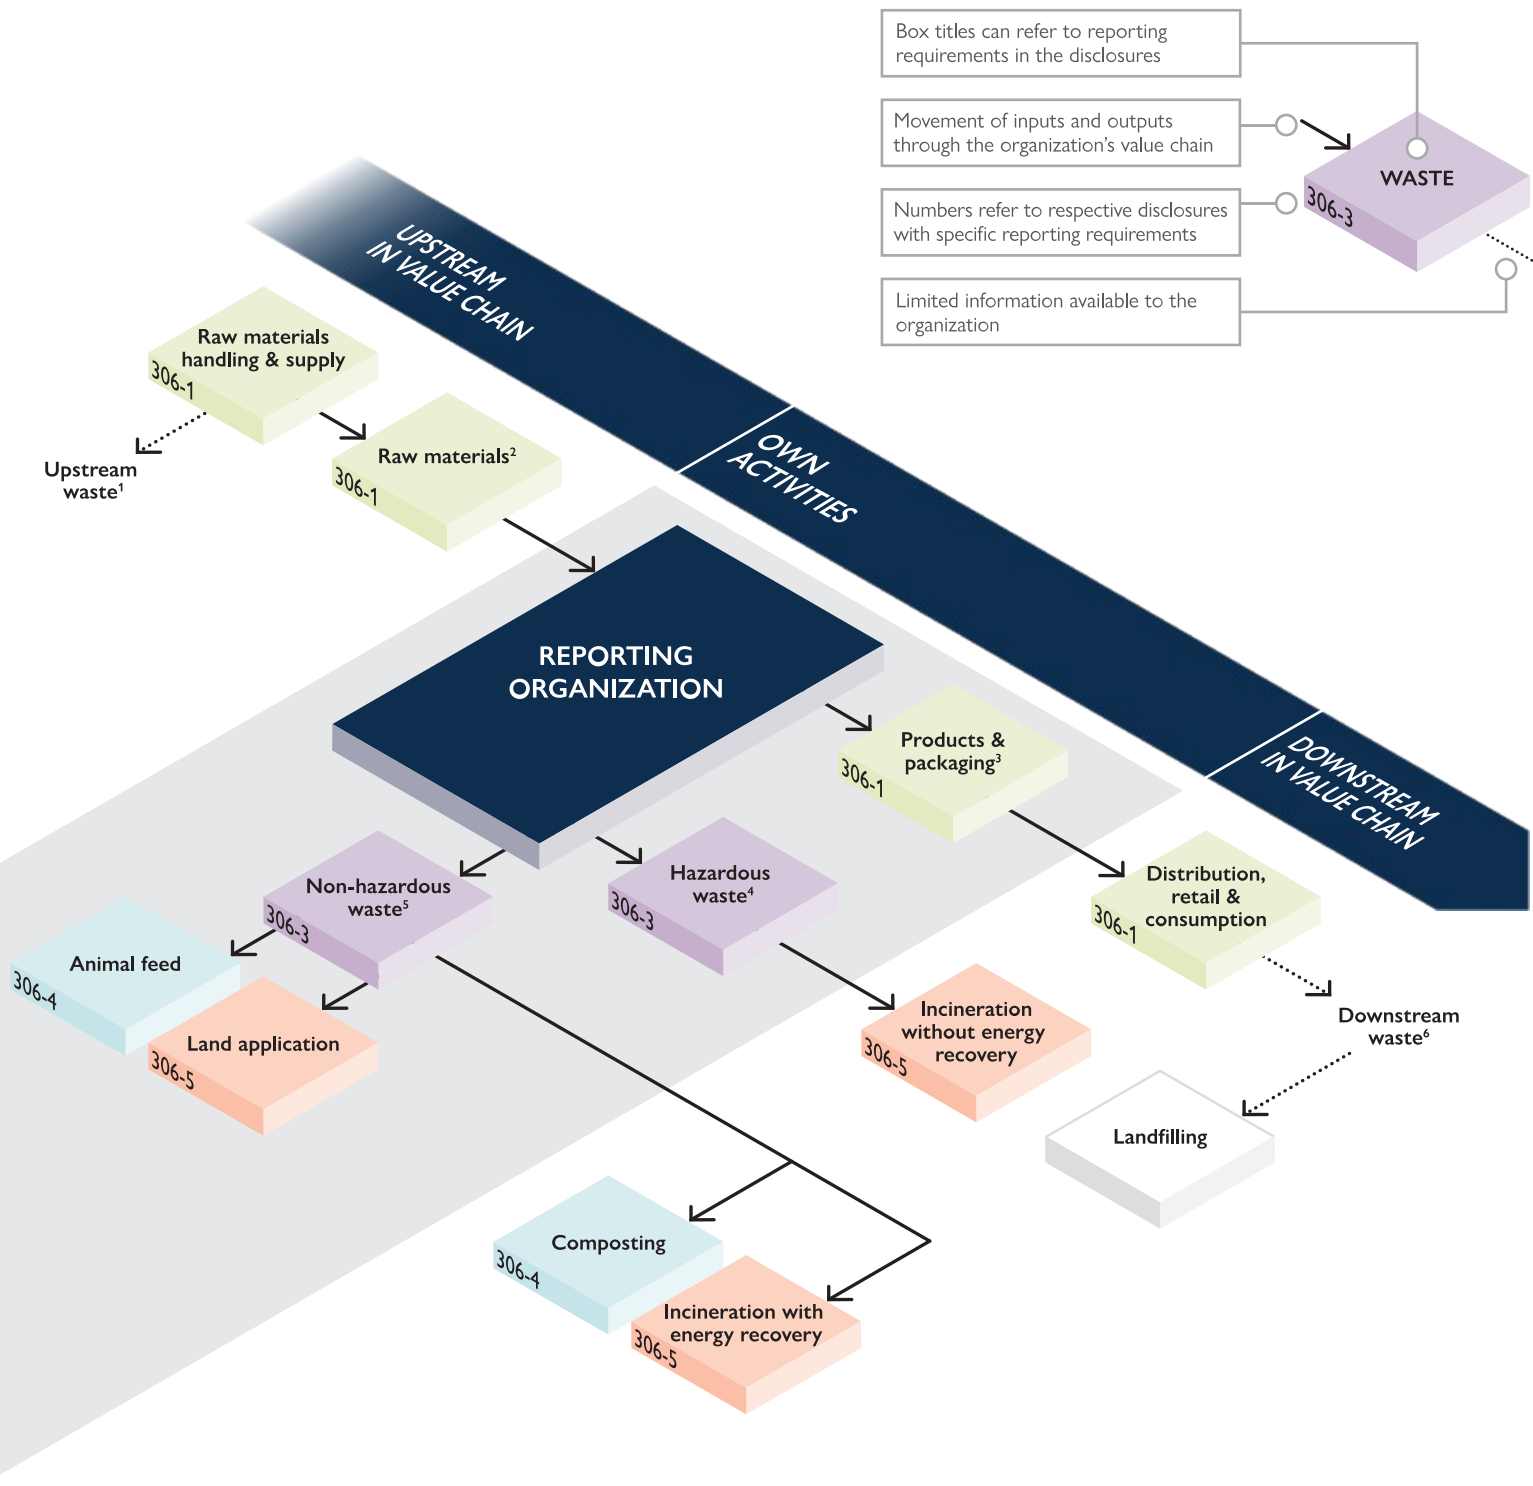 Box titles can refer to reporting
requirements in the disclosures
Movement of inputs and outputs
through the organization's value chain
Numbers refer to respective disclosures
with specific reporting requirements
Limited information available to the
organization
WASTE
306-3
UPSTREAM
IN VALUE CHAIN
OWN
ACTIVITIES
DOWNSTREAM
IN VALUE CHAIN
Raw materials
handling & supply
306-1
Upstream
waste¹
Raw materials²
306-1
REPORTING
ORGANIZATION
Products &
packaging³
306-1
Non-hazardous
waste⁵
306-3
Hazardous
waste⁴
306-3
Distribution,
retail &
consumption
306-1
Animal feed
306-4
Land application
306-5
Incineration
without energy
recovery
306-5
Downstream
waste⁶
Landfilling
Composting
306-4
Incineration with
energy recovery
306-5